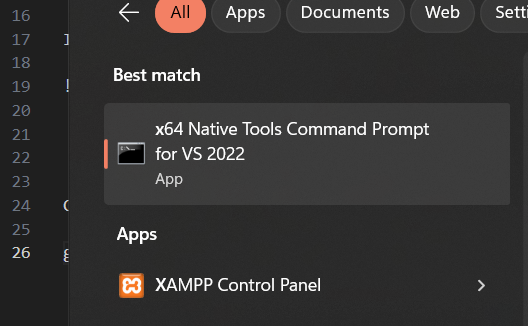 16
17
18
19
20
21
22
23
24
25
26
All Apps Documents Web
Best match
x64 Native Tools Command Prompt
for VS 2022
App
Apps
XAMPP Control Panel